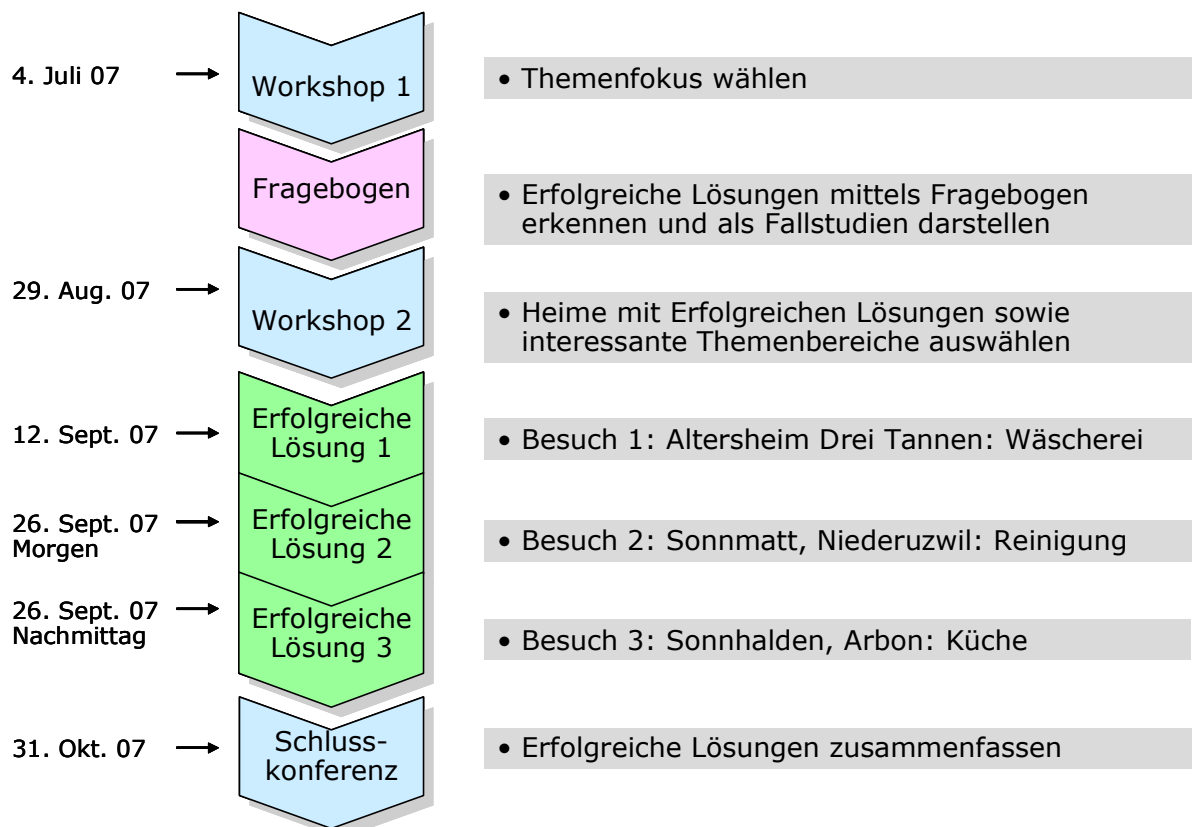 4. Juli 07
Workshop 1
• Themenfokus wählen
Fragebogen
• Erfolgreiche Lösungen mittels Fragebogen
erkennen und als Fallstudien darstellen
29. Aug. 07
Workshop 2
• Heime mit Erfolgreichen Lösungen sowie
interessante Themenbereiche auswählen
12. Sept. 07
Erfolgreiche
Lösung 1
• Besuch 1: Altersheim Drei Tannen: Wäscherei
26. Sept. 07
Morgen
Erfolgreiche
Lösung 2
• Besuch 2: Sonnmatt, Niederuzwil: Reinigung
26. Sept. 07
Nachmittag
Erfolgreiche
Lösung 3
• Besuch 3: Sonnhalden, Arbon: Küche
31. Okt. 07
Schluss-
konferenz
• Erfolgreiche Lösungen zusammenfassen